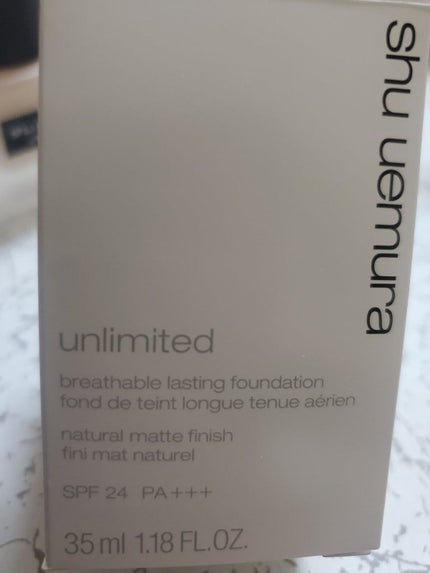 shu uemura
unlimited
breathable lasting foundation
fond de teint longue tenue aérien
natural matte finish
fini mat naturel
SPF 24 PA+++
35 ml 1.18 FL.OZ.